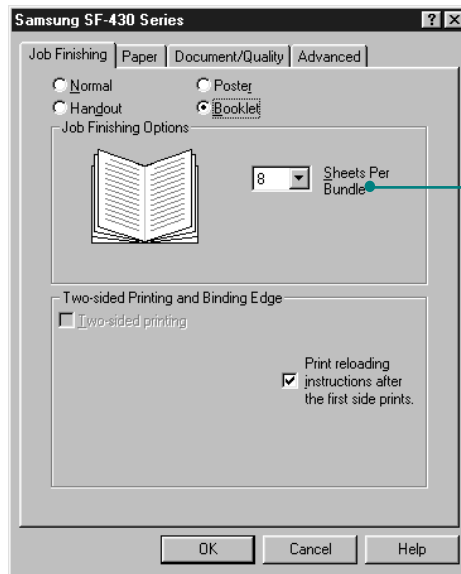 Samsung SF-430 Series
Job Finishing Paper Document/Quality Advanced
Normal Poster
Handout Booklet
Job Finishing Options
8 Sheets Per
Bundle
Two-sided Printing and Binding Edge
Two-sided printing
Print reloading
instructions after
the first side prints.
OK Cancel Help